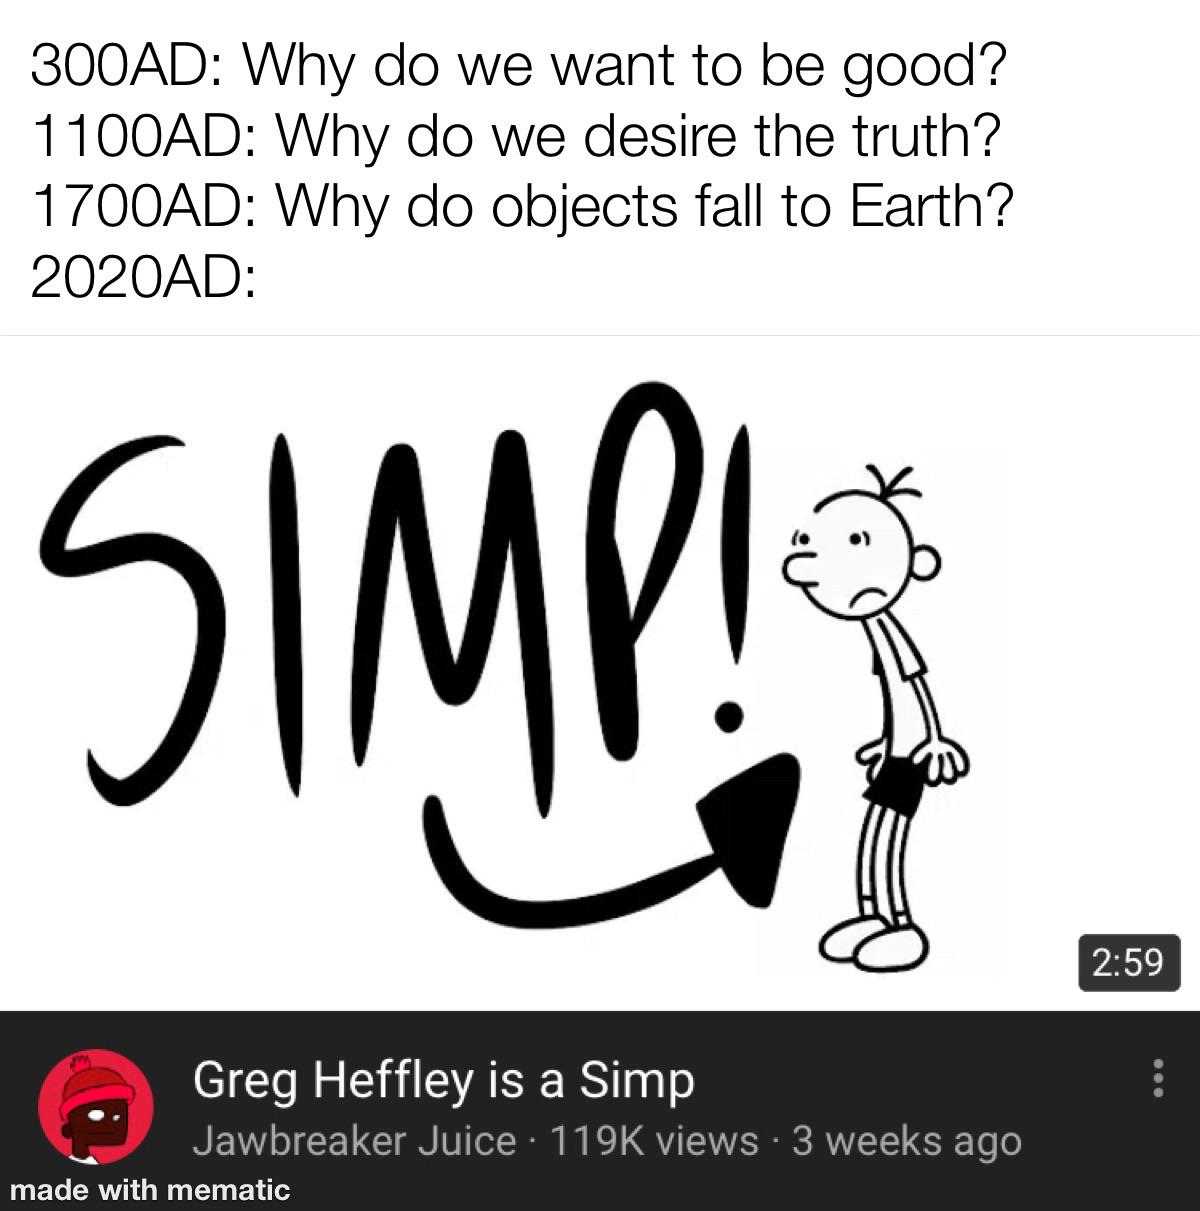 300AD: Why do we want to be good?
1100AD: Why do we desire the truth?
1700AD: Why do objects fall to Earth?
2020AD:
SIMP!
2:59
Greg Heffley is a Simp
Jawbreaker Juice · 119K views · 3 weeks ago
made with mematic